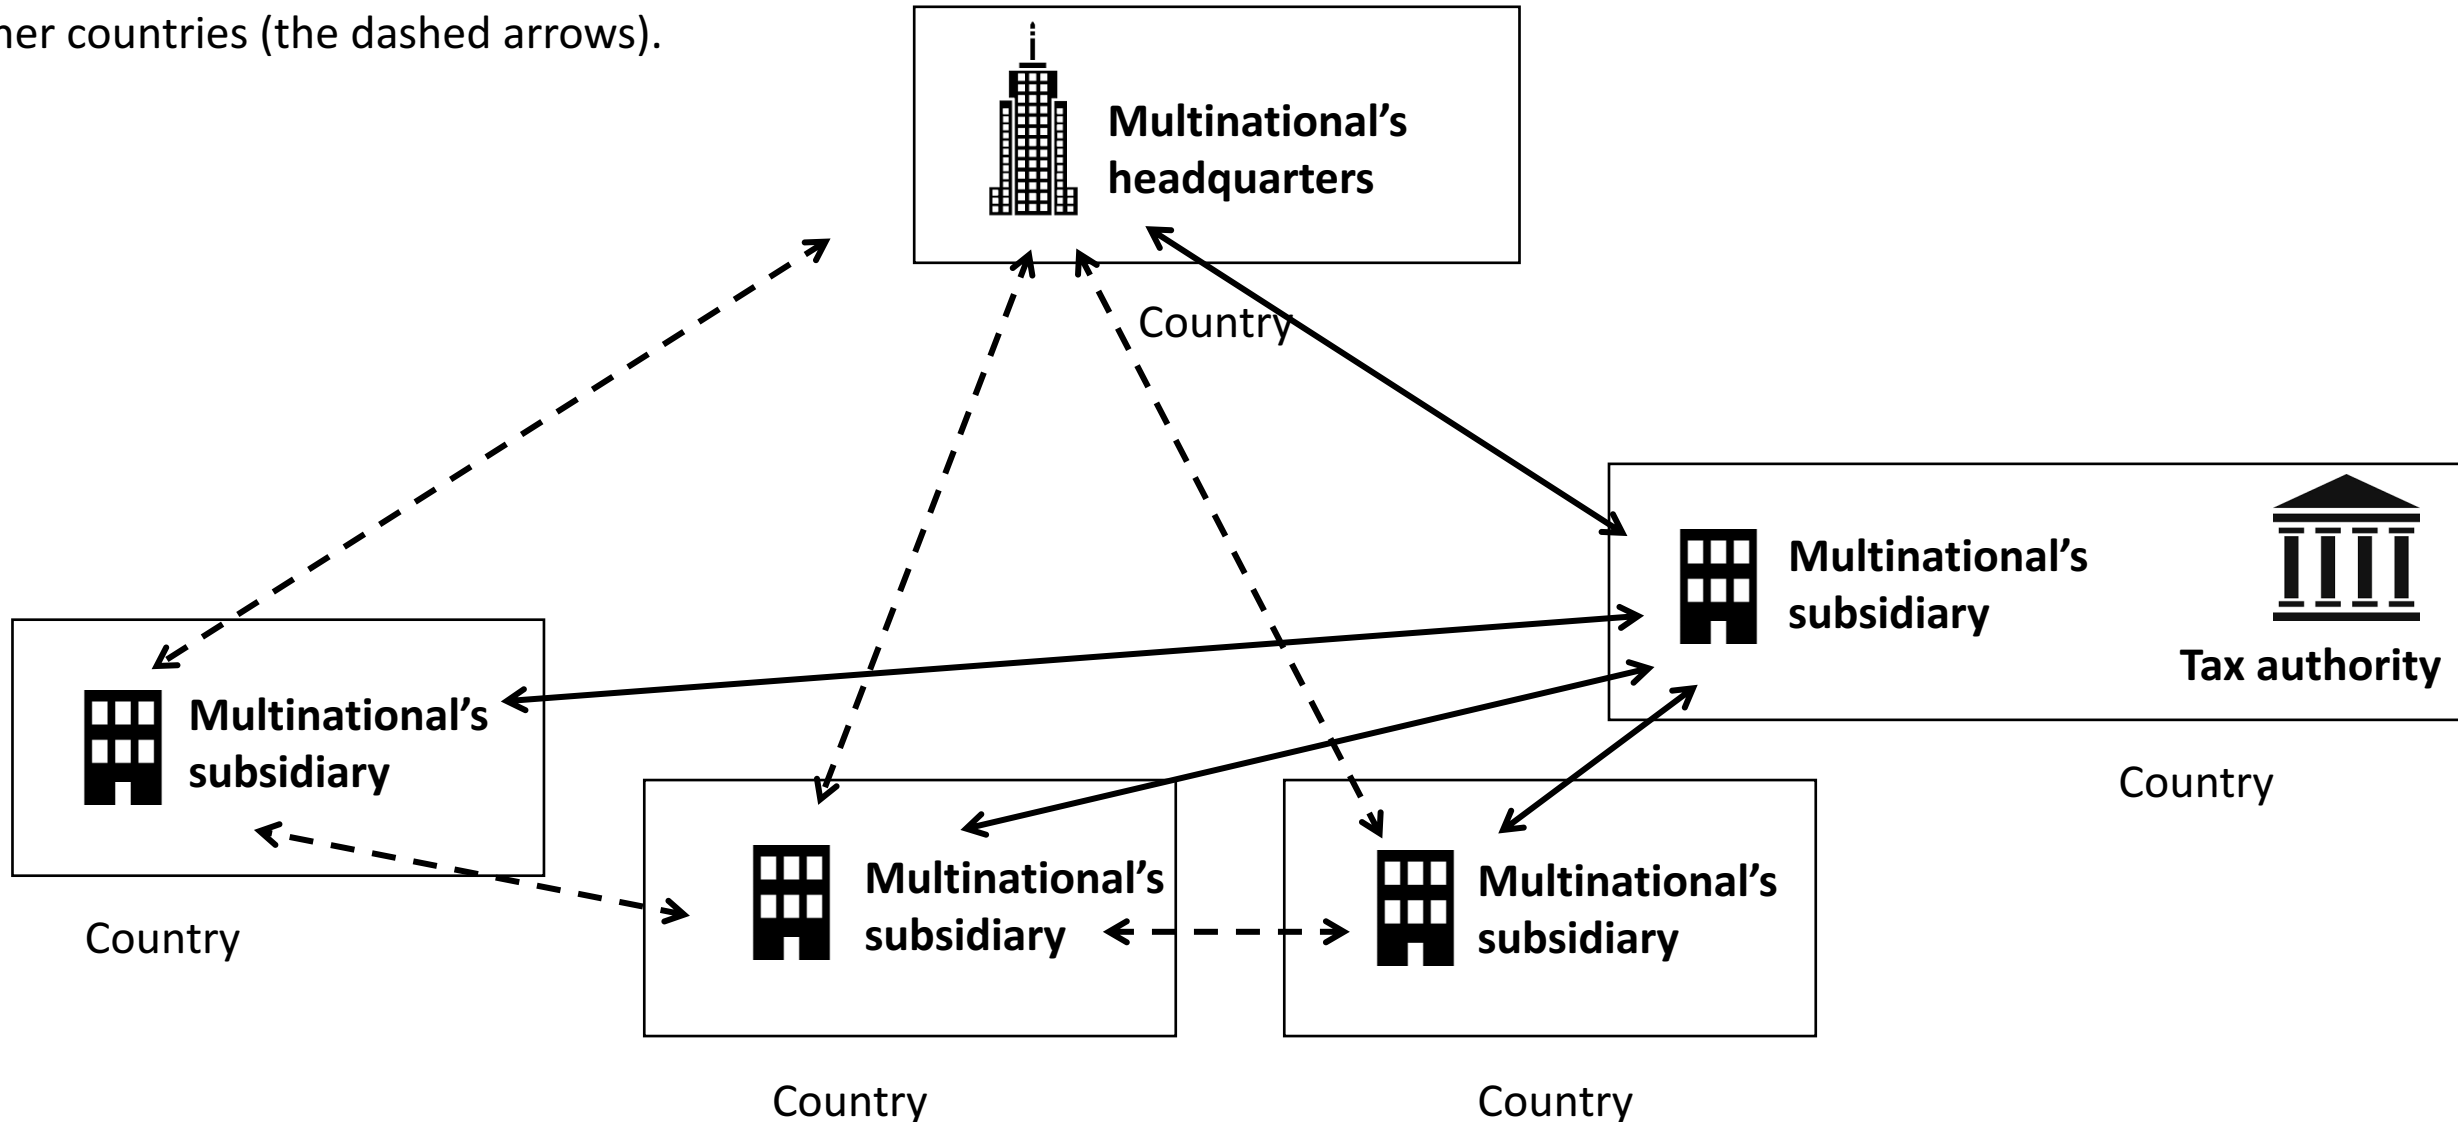 countries (the dashed arrows).
Multinational’s
headquarters
Country
Multinational’s
subsidiary
Tax authority
Country
Multinational’s
subsidiary
Country
Multinational’s
subsidiary
Country
Multinational’s
subsidiary
Country